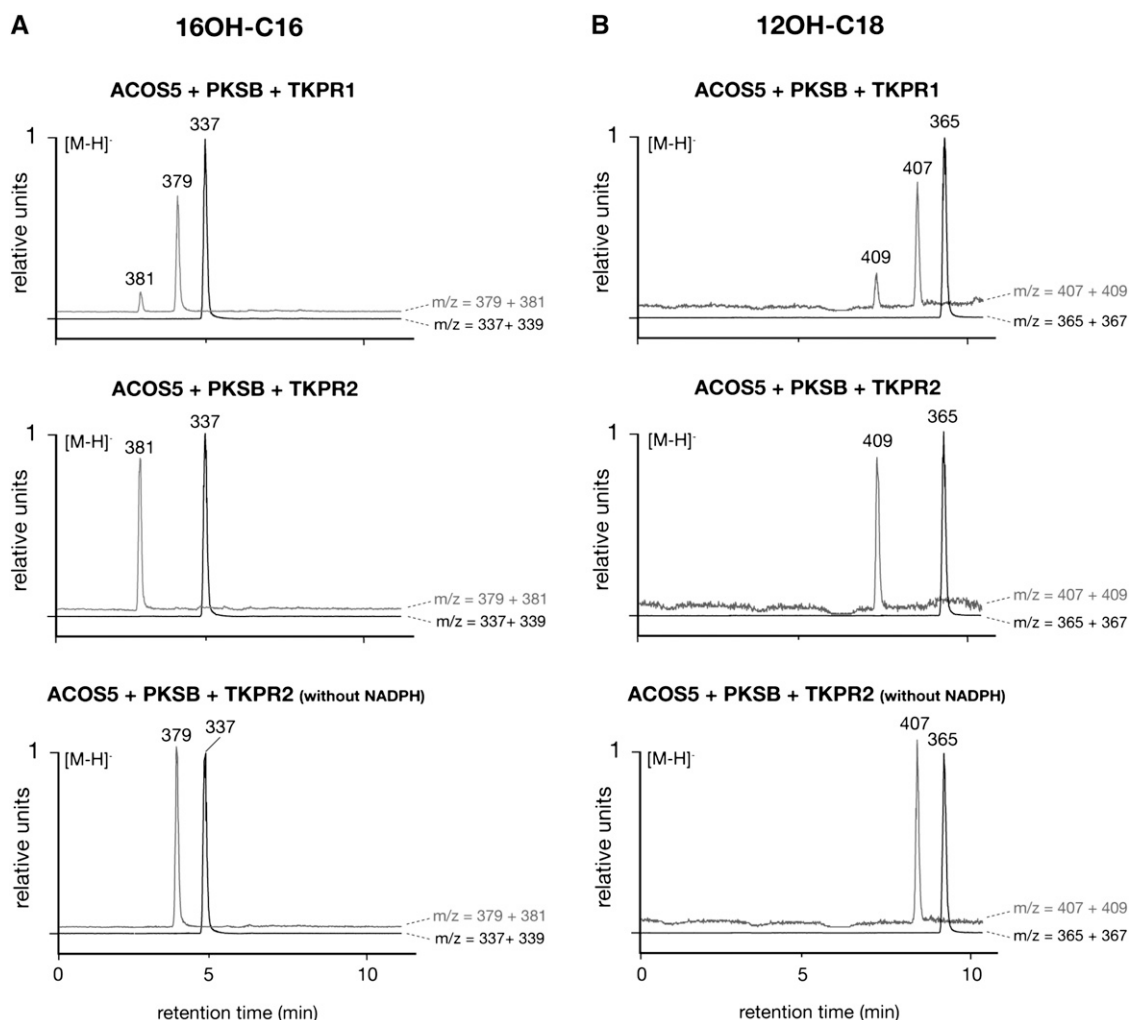 A 16OH-C16
ACOS5 + PKSB + TKPR1
1
[M-H]-
337
379
381
relative units
m/z = 379 + 381
m/z = 337+ 339
ACOS5 + PKSB + TKPR2
1
[M-H]-
337
381
relative units
m/z = 379 + 381
m/z = 337+ 339
ACOS5 + PKSB + TKPR2 (without NADPH)
1
[M-H]-
379
337
relative units
m/z = 379 + 381
m/z = 337+ 339
0 5 10
retention time (min)
B 12OH-C18
ACOS5 + PKSB + TKPR1
1
[M-H]-
365
407
409
relative units
m/z = 407 + 409
m/z = 365 + 367
ACOS5 + PKSB + TKPR2
1
[M-H]-
365
409
relative units
m/z = 407 + 409
m/z = 365 + 367
ACOS5 + PKSB + TKPR2 (without NADPH)
1
[M-H]-
407
365
relative units
m/z = 407 + 409
m/z = 365 + 367
0 5 10
retention time (min)